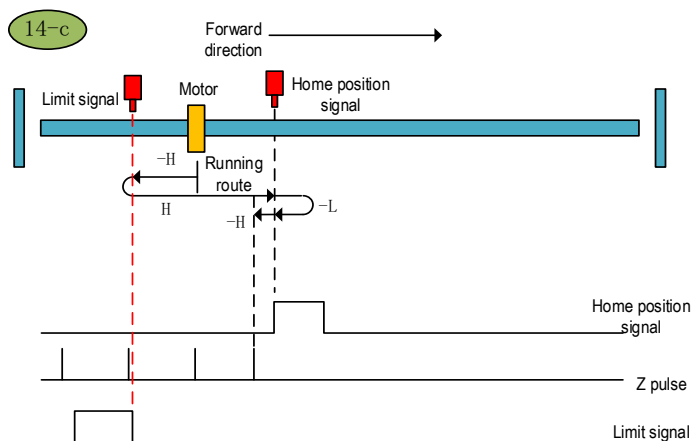 14-c
Forward
direction
Limit signal
Motor
Home position
signal
-H
Running
route
H
-H
-L
Home position
signal
Z pulse
Limit signal